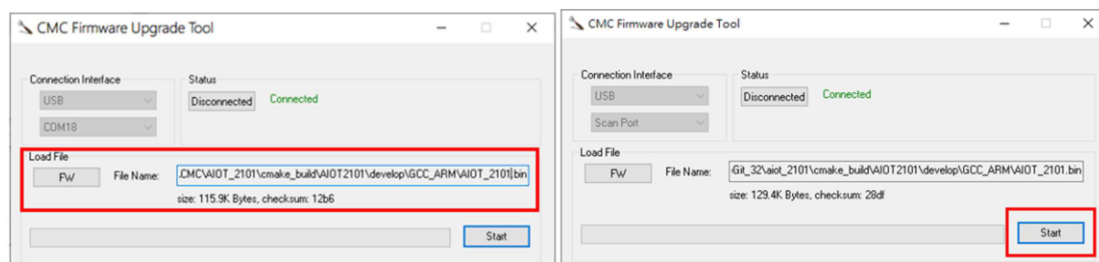 CMC Firmware Upgrade Tool
Connection Interface
Status
USB
Disconnected
Connected
COM18
Load File
FW
File Name:
.CMC\AIOT_2101\cmake_build\AIOT2101\develop\GCC_ARM\AIOT_2101.bin
size: 115.9K Bytes, checksum: 12b6
Start
CMC Firmware Upgrade Tool
Connection Interface
Status
USB
Disconnected
Connected
Scan Port
Load File
FW
File Name:
Git_32\aiot_2101\cmake_build\AIOT2101\develop\GCC_ARM\AIOT_2101.bin
size: 129.4K Bytes, checksum: 28df
Start